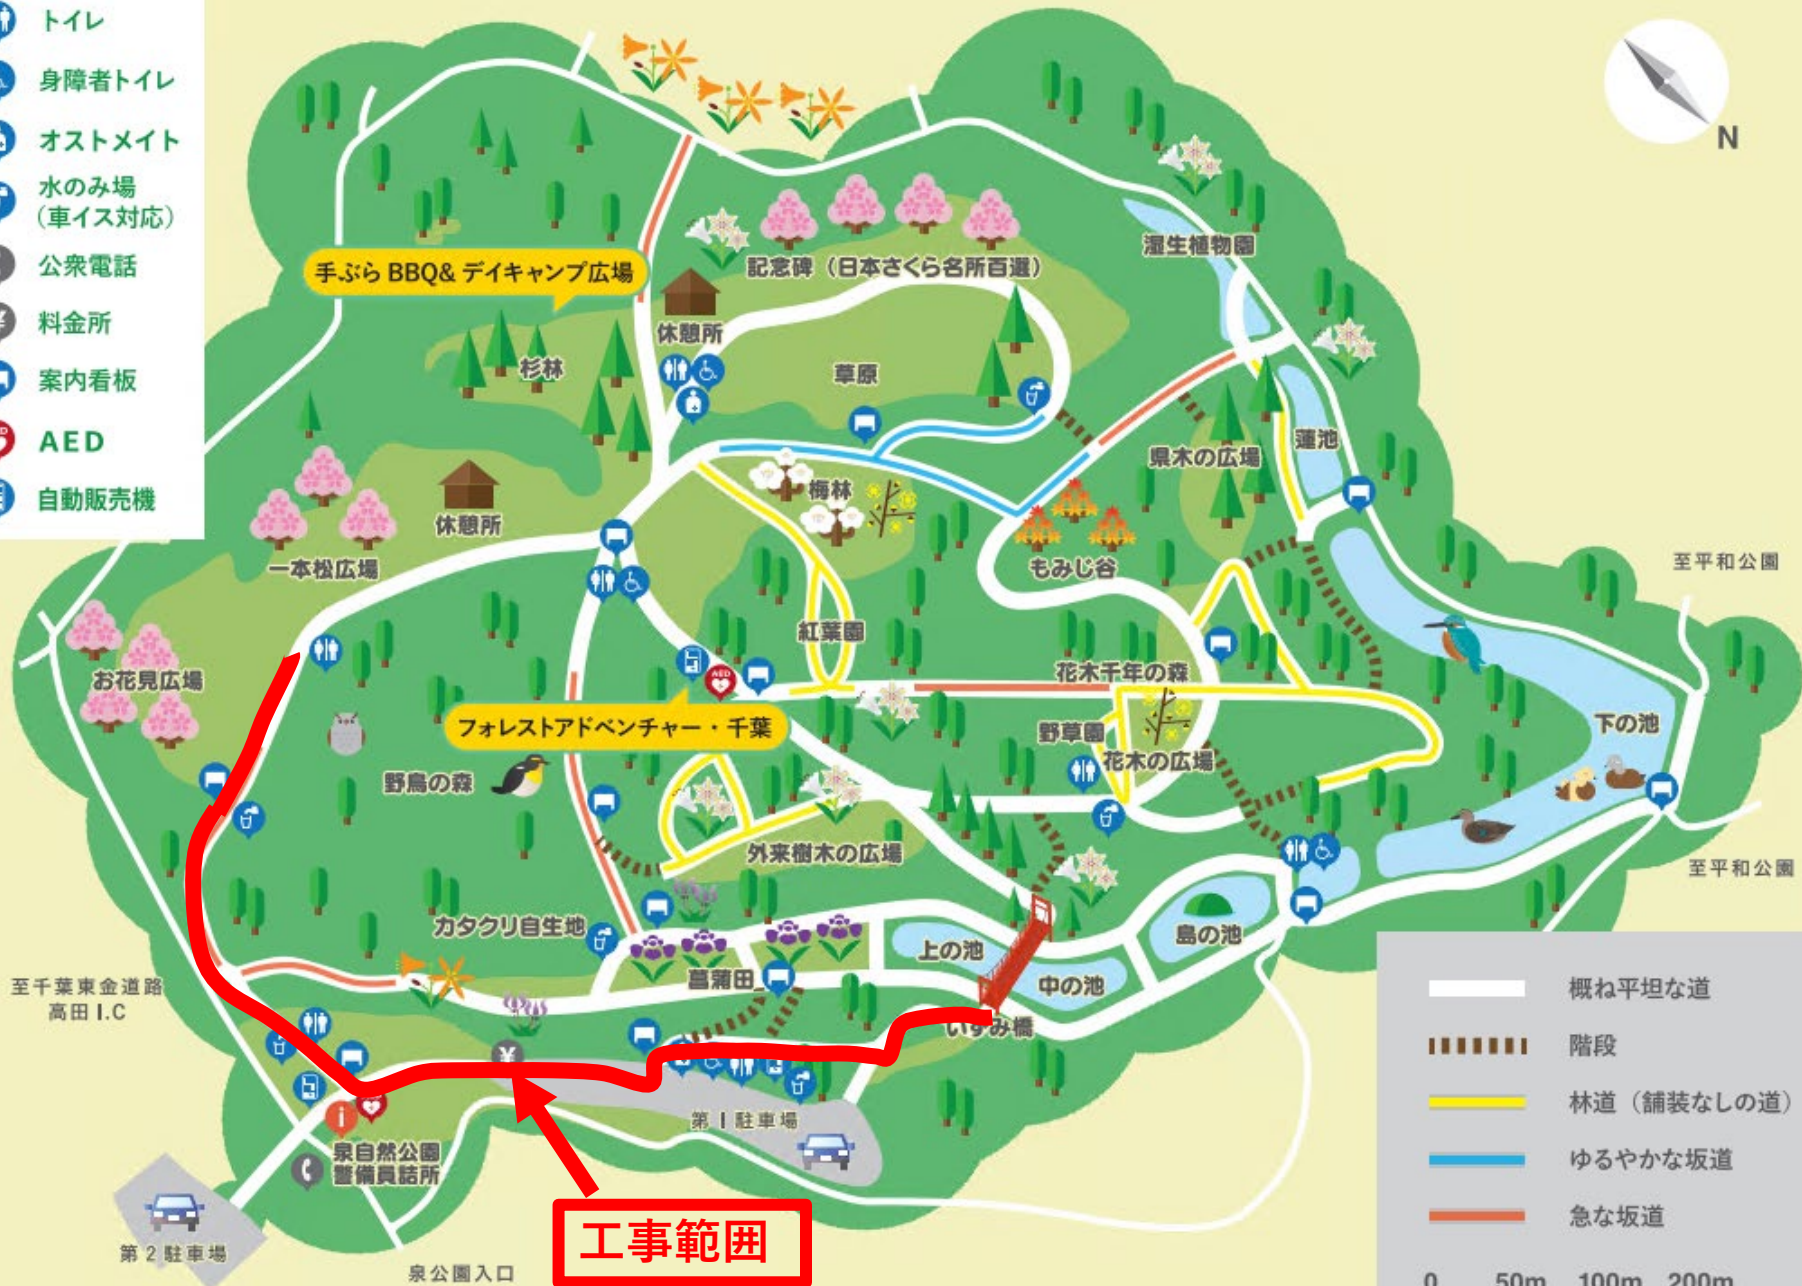 トイレ
身障者トイレ
オストメイト
水のみ場
(車イス対応)
公衆電話
料金所
案内看板
AED
自動販売機
N
手ぶら BBQ& デイキャンプ広場
記念碑(日本さくら名所百選)
湿生植物園
休憩所
杉林
草原
蓮池
県木の広場
梅林
休憩所
一本松広場
もみじ谷
至平和公園
紅葉園
花木千年の森
お花見広場
AED
フォレストアドベンチャー・千葉
野草園
下の池
花木の広場
野鳥の森
外来樹木の広場
至平和公園
カタクリ自生地
島の池
上の池
菖蒲田
中の池
至千葉東金道路
高田 I.C
いずみ橋
¥
第1駐車場
i
泉自然公園
警備員詰所
工事範囲
第2駐車場
泉公園入口
概ね平坦な道
階段
林道(舗装なしの道)
ゆるやかな坂道
急な坂道
0 50m 100m 200m